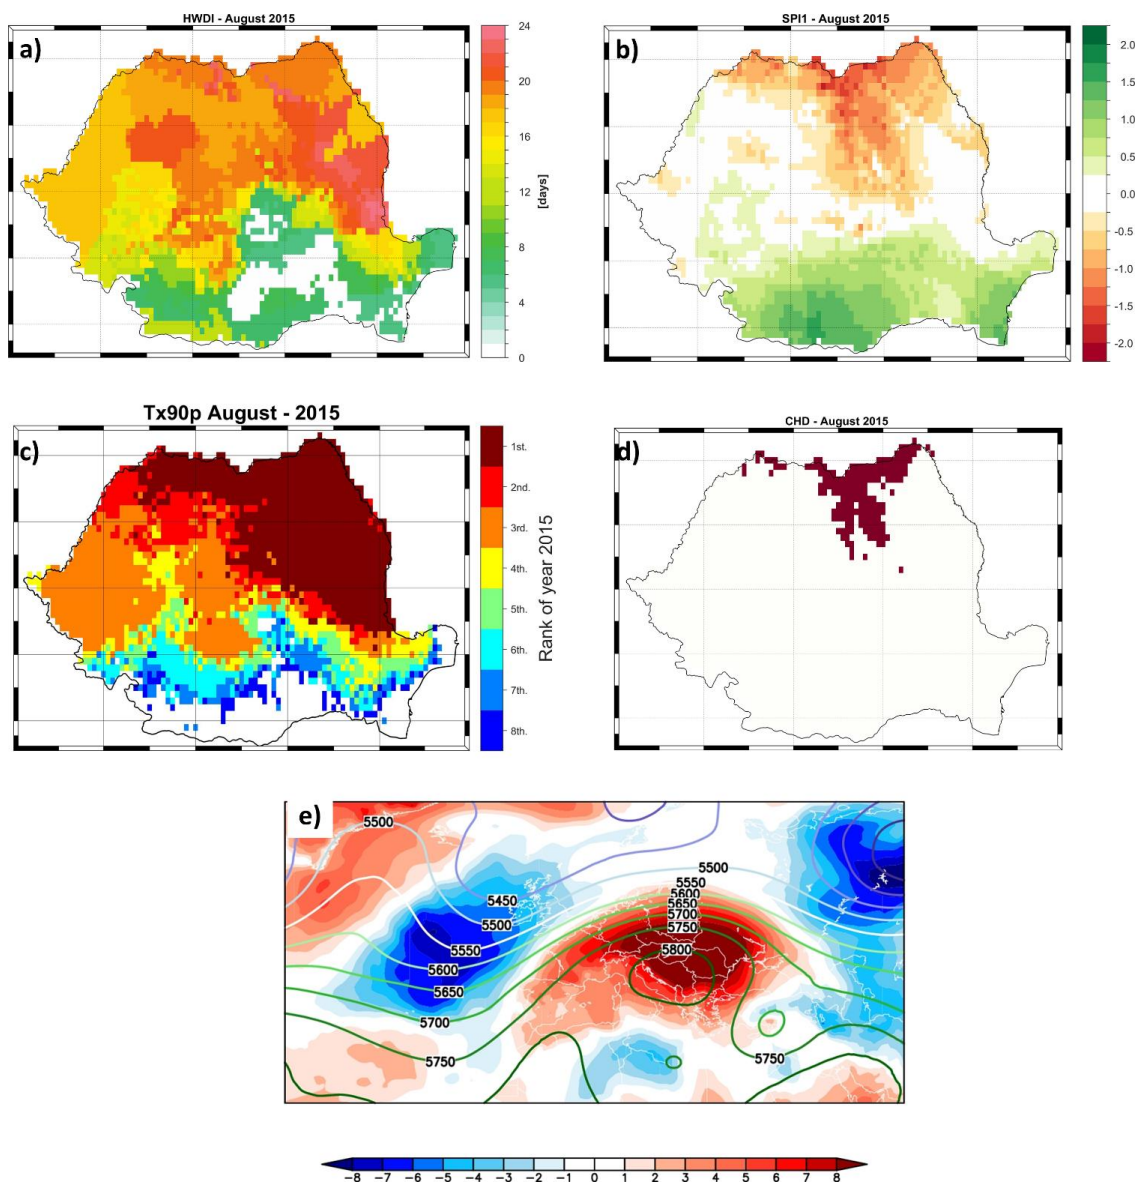 HWDI - August 2015
a)
24
20
16
12
8
4
0
[days]
SPI1 - August 2015
b)
2.0
1.5
1.0
0.5
0.0
-0.5
-1.0
-1.5
-2.0
Tx90p August - 2015
c)
1st.
2nd.
3rd.
4th.
5th.
6th.
7th.
8th.
Rank of year 2015
CHD - August 2015
d)
e)
5500
5500
5550
5600
5450
5650
5700
5500
5750
5550
5800
5600
5650
5700
5750
5750
-8 -7 -6 -5 -4 -3 -2 -1 0 1 2 3 4 5 6 7 8